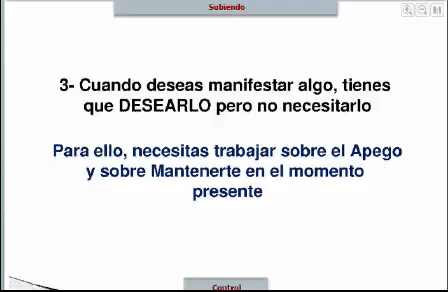 Subiendo
3- Cuando deseas manifestar algo, tienes
que DESEARLO pero no necesitarlo
Para ello, necesitas trabajar sobre el Apego
y sobre Mantenerte en el momento
presente
Control